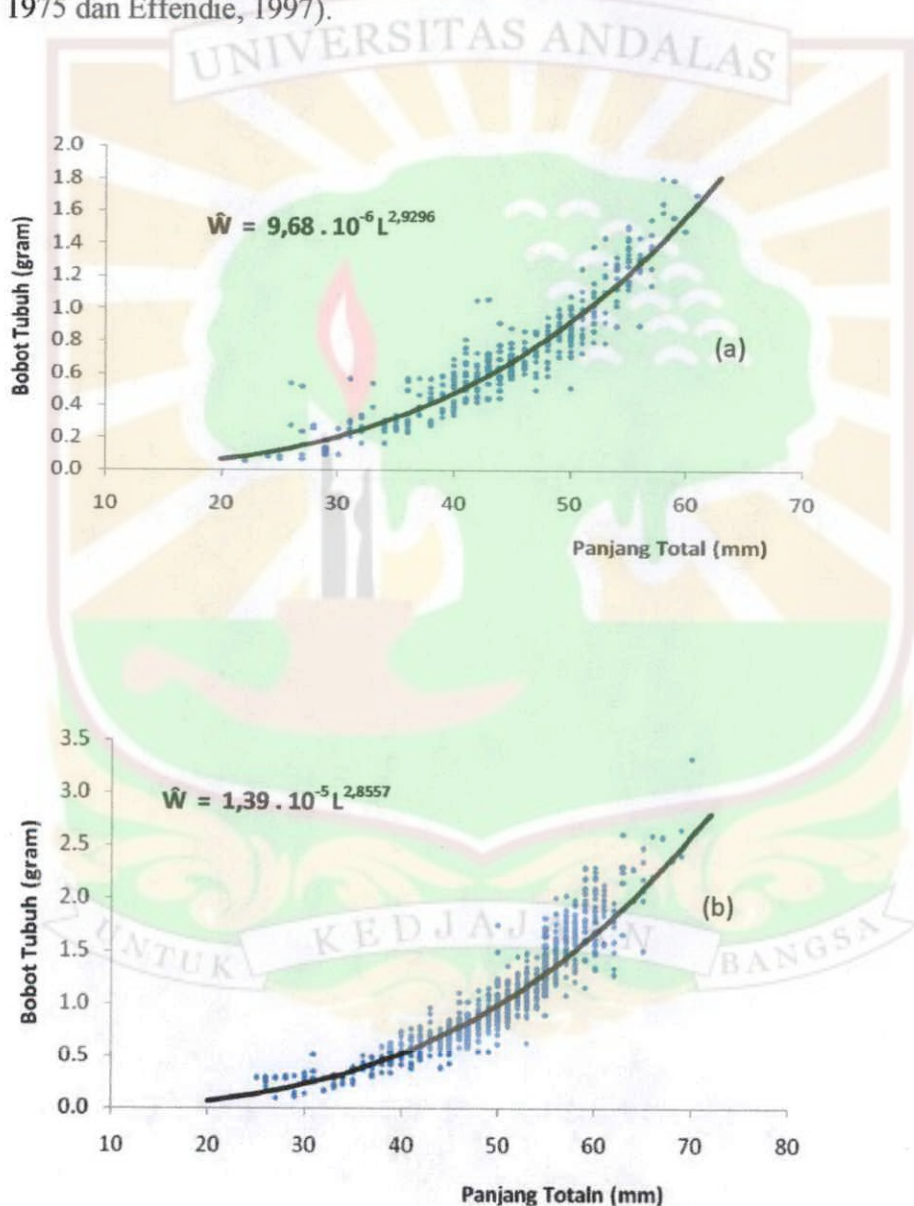 1975 dan Effendie, 1997).
UNIVERSITAS ANDALAS
2.0
1.8
1.6
1.4
1.2
1.0
0.8
0.6
0.4
0.2
0.0
Bobot Tubuh (gram)
Ŵ = 9,68 . 10⁻⁶ L²,⁹²⁹⁶
(a)
10 20 30 40 50 60 70
Panjang Total (mm)
3.5
3.0
2.5
2.0
1.5
1.0
0.5
0.0
Bobot Tubuh (gram)
Ŵ = 1,39 . 10⁻⁵ L²,⁸⁵⁵⁷
(b)
UNTUK KEDJAJAAN BANGSA
10 20 30 40 50 60 70 80
Panjang Totaln (mm)